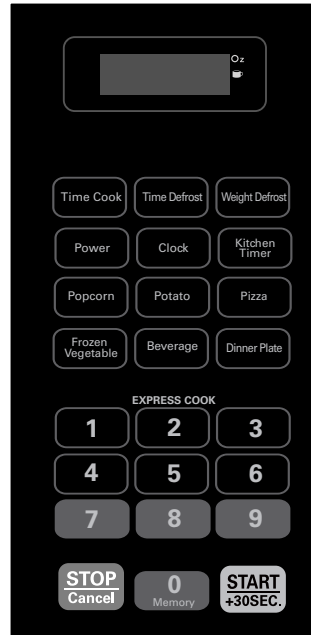 Oz
Time Cook Time Defrost Weight Defrost
Power Clock Kitchen
Timer
Popcorn Potato Pizza
Frozen
Vegetable Beverage Dinner Plate
EXPRESS COOK
1 2 3
4 5 6
7 8 9
STOP
Cancel
0
Memory
START
+30SEC.